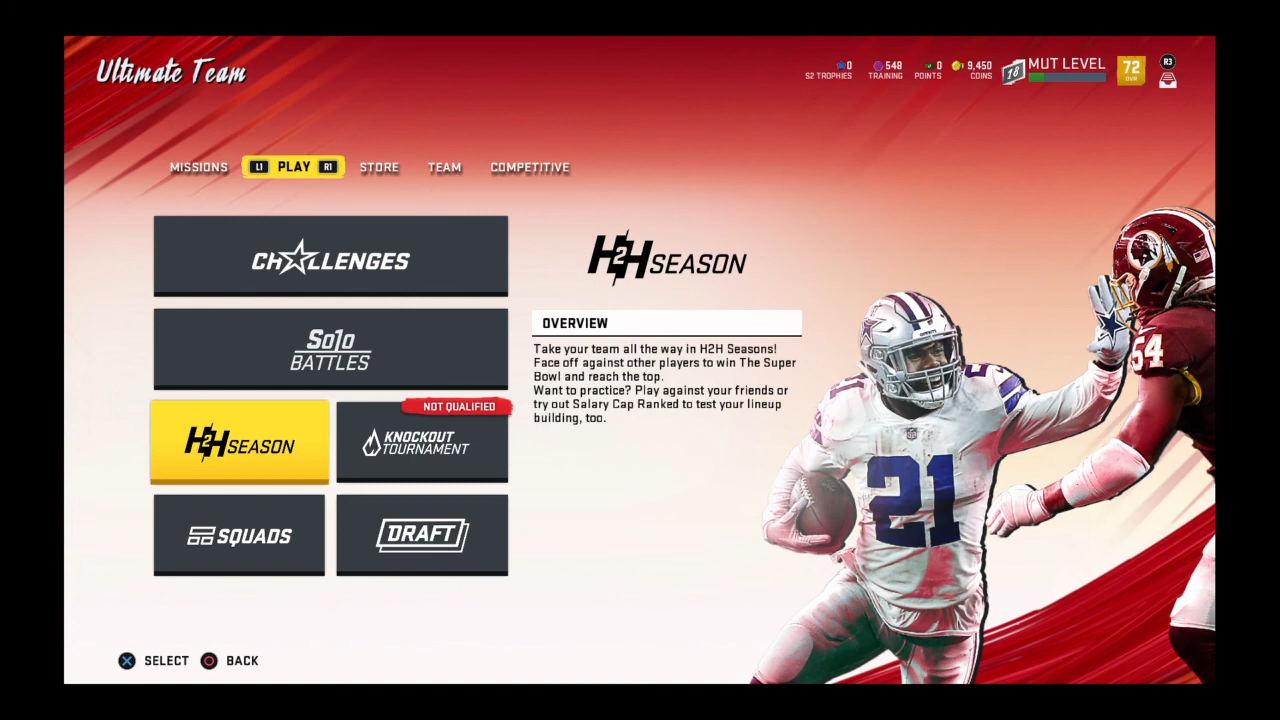 Ultimate Team
0
S2 TROPHIES
548
TRAINING
0
POINTS
9,450
COINS
18
MUT LEVEL
72
OVR
R3
MISSIONS
L1 PLAY R1
STORE
TEAM
COMPETITIVE
CHALLENGES
Solo
BATTLES
H2H SEASON
NOT QUALIFIED
KNOCKOUT
TOURNAMENT
SQUADS
DRAFT
H2H SEASON
OVERVIEW
Take your team all the way in H2H Seasons!
Face off against other players to win The Super
Bowl and reach the top.
Want to practice? Play against your friends or
try out Salary Cap Ranked to test your lineup
building, too.
21
21
54
SELECT
BACK